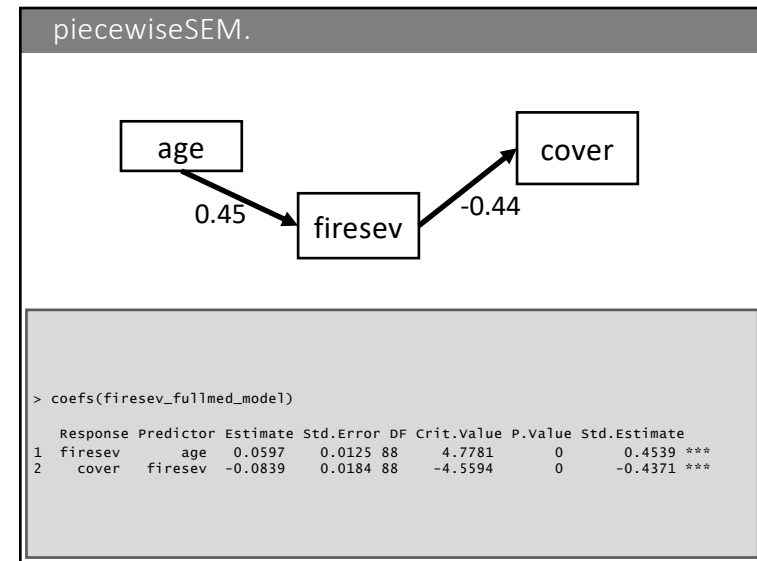 piecewiseSEM.
age
cover
0.45
-0.44
firesev
> coefs(firesev_fullmed_model)
Response Predictor Estimate Std.Error DF Crit.Value P.Value Std.Estimate
1 firesev age 0.0597 0.0125 88 4.7781 0 0.4539 ***
2 cover firesev -0.0839 0.0184 88 -4.5594 0 -0.4371 ***